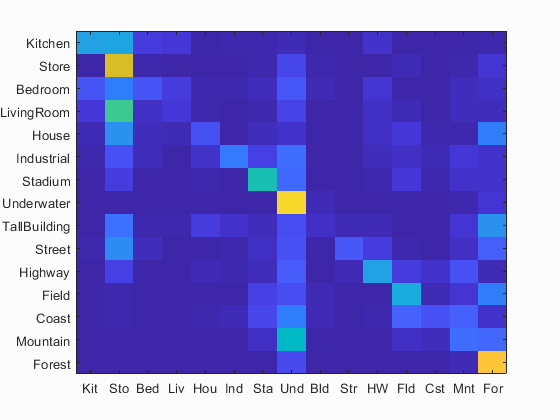 Kitchen
Store
Bedroom
LivingRoom
House
Industrial
Stadium
Underwater
TallBuilding
Street
Highway
Field
Coast
Mountain
Forest
Kit Sto Bed Liv Hou Ind Sta Und Bld Str HW Fld Cst Mnt For